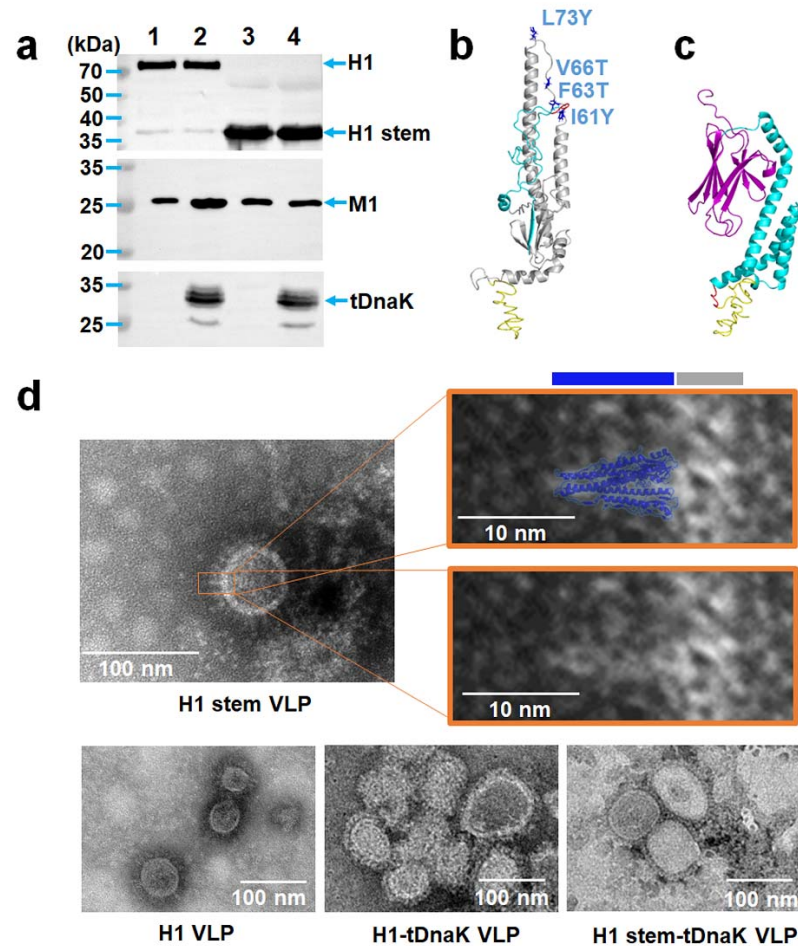 a
(kDa) 1 2 3 4
70
50
40
35
H1
H1 stem
35
25
20
M1
35
25
tDnaK
b
L73Y
V66T
F63T
I61Y
c
d
100 nm
H1 stem VLP
10 nm
10 nm
100 nm
H1 VLP
100 nm
H1-tDnaK VLP
100 nm
H1 stem-tDnaK VLP